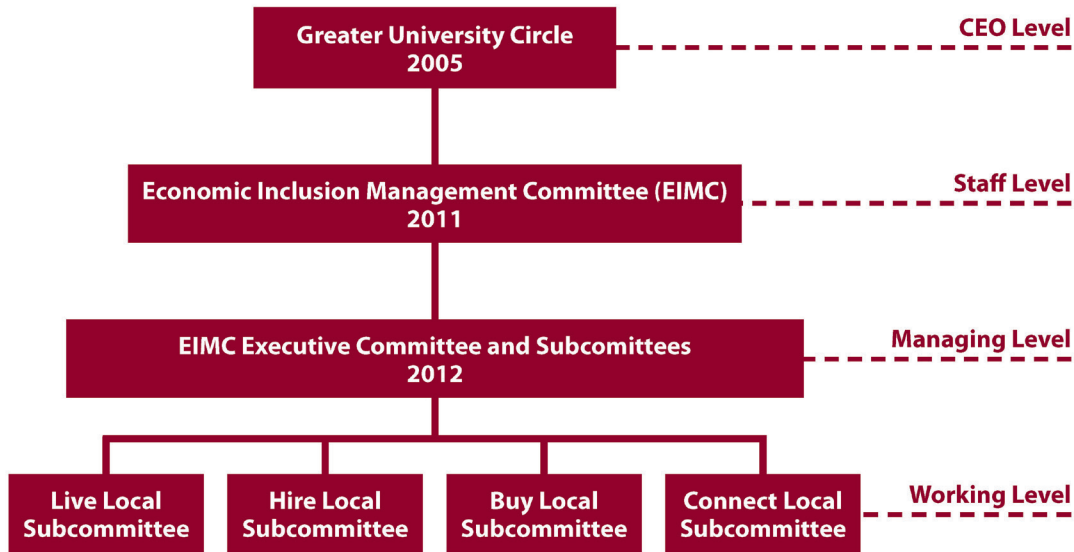 Greater University Circle
2005
CEO Level
Economic Inclusion Management Committee (EIMC)
2011
Staff Level
EIMC Executive Committee and Subcomittees
2012
Managing Level
Live Local
Subcommittee
Hire Local
Subcommittee
Buy Local
Subcommittee
Connect Local
Subcommittee
Working Level